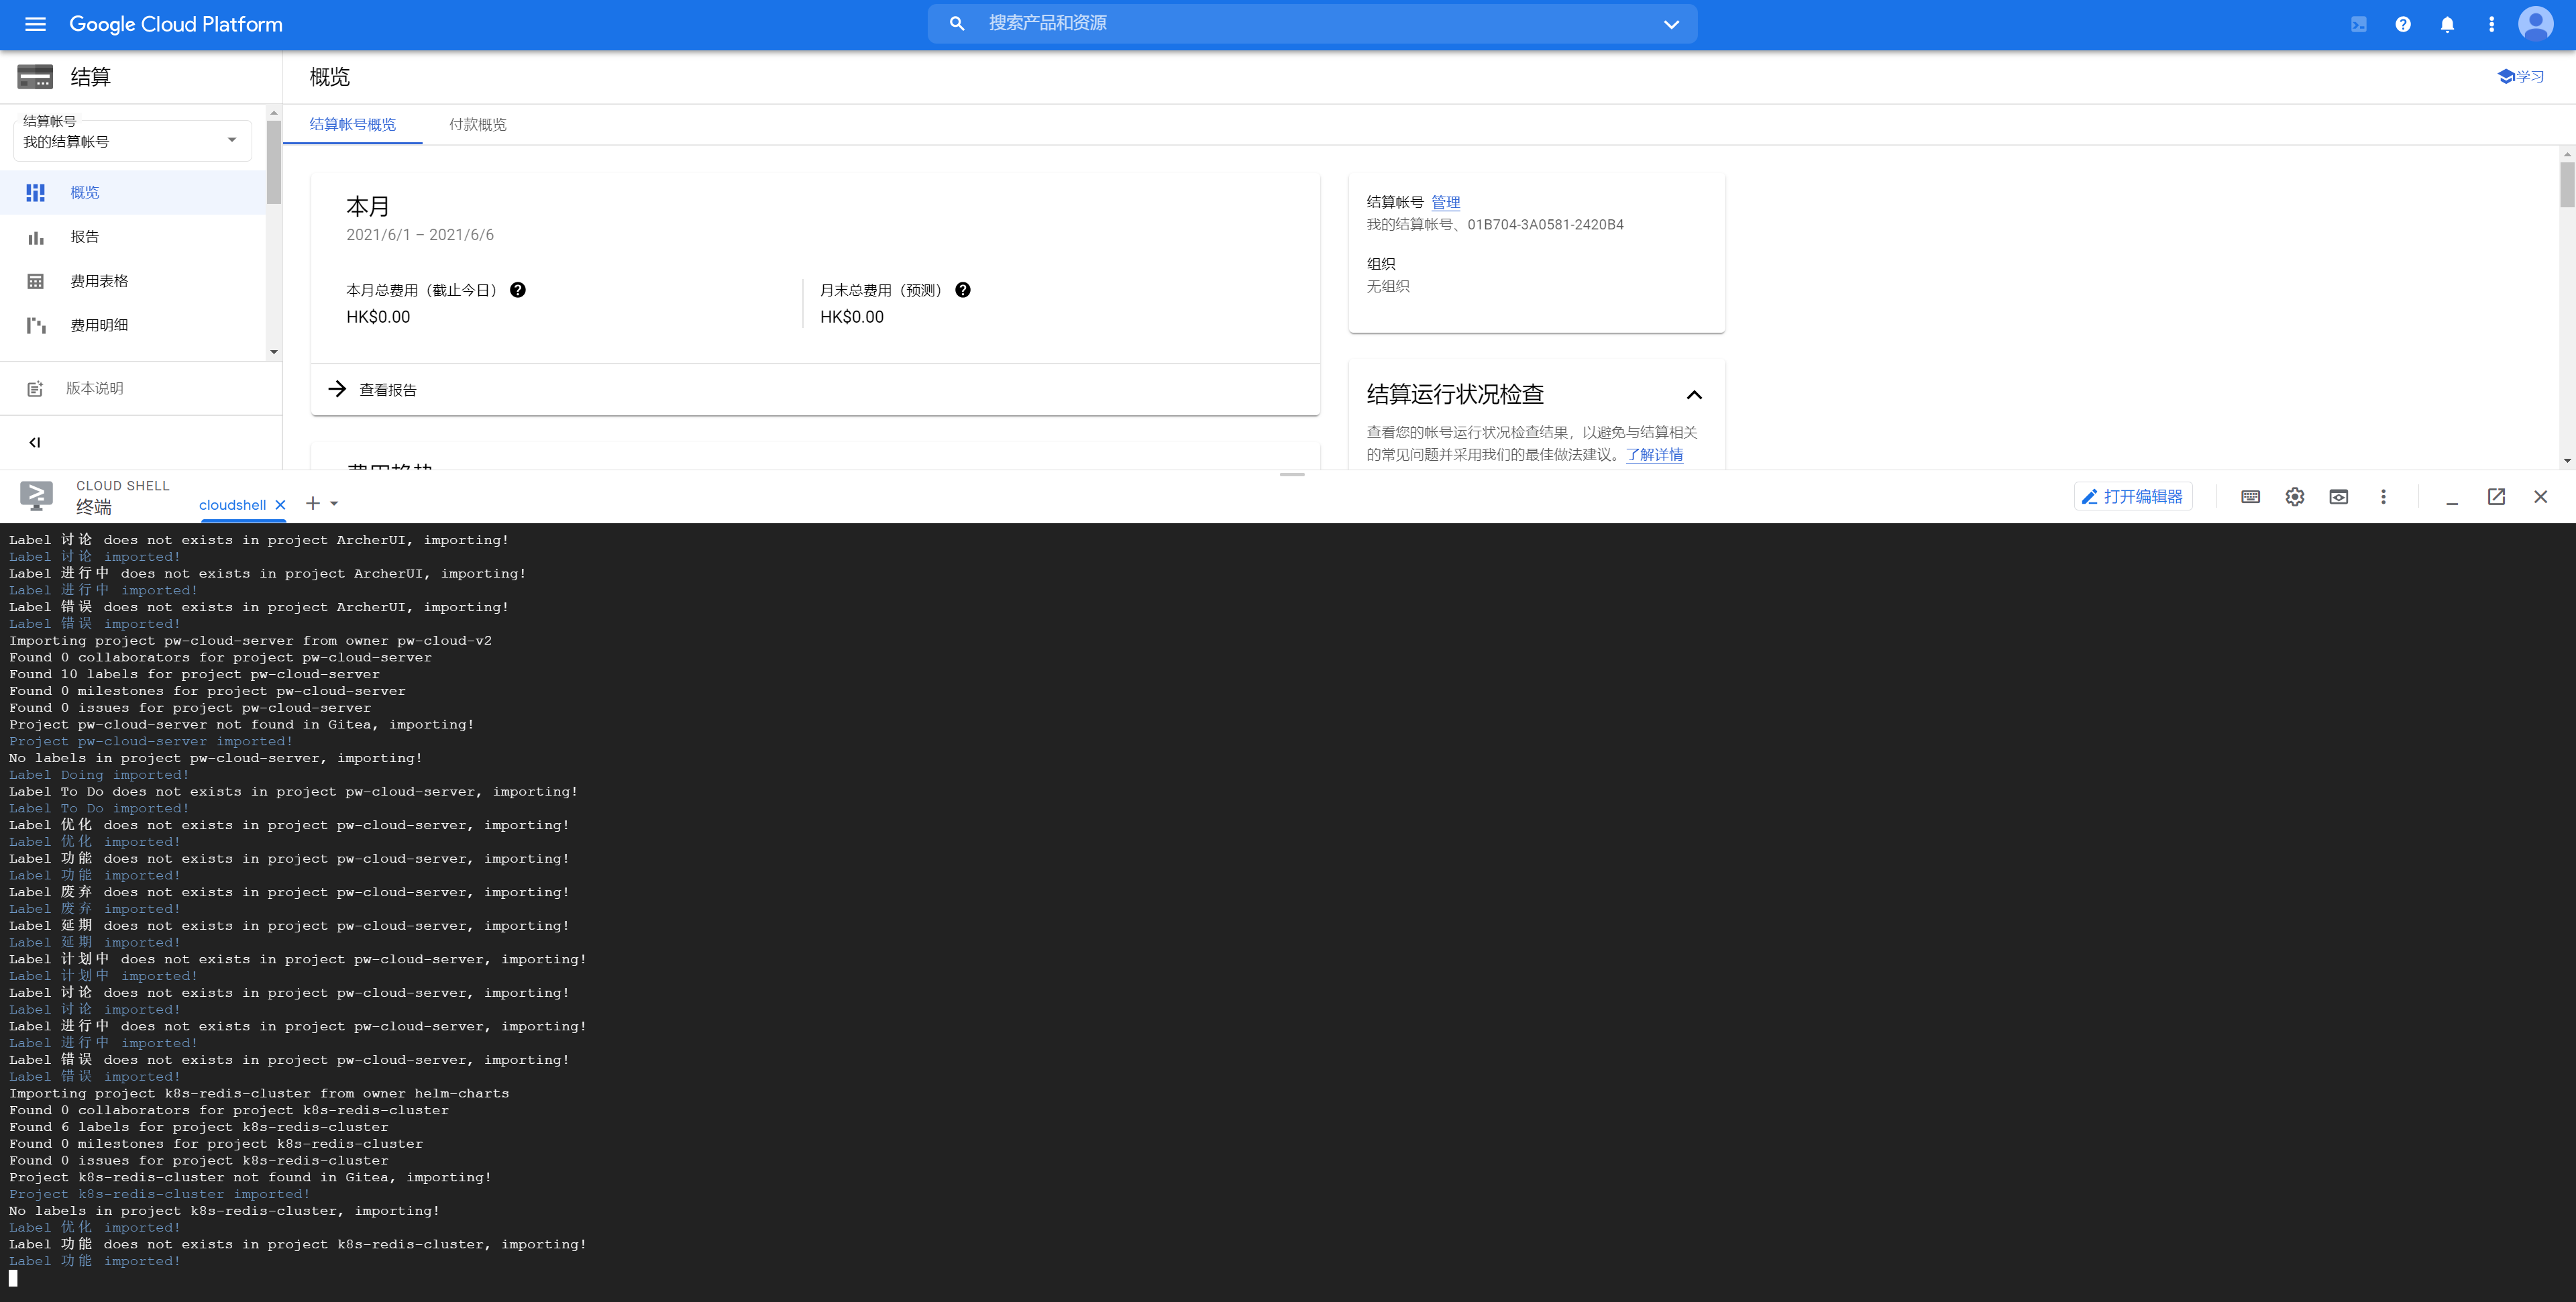 Google Cloud Platform
搜索产品和资源
结算
概览
学习
结算帐号
我的结算帐号
概览
报告
费用表格
费用明细
版本说明
结算帐号概览
付款概览
本月
2021/6/1 – 2021/6/6
本月总费用（截止今日）
HK$0.00
月末总费用（预测）
HK$0.00
查看报告
费用趋势
结算帐号 管理
我的结算帐号、01B704-3A0581-2420B4
组织
无组织
结算运行状况检查
查看您的帐号运行状况检查结果，以避免与结算相关
的常见问题并采用我们的最佳做法建议。了解详情
CLOUD SHELL
终端
cloudshell
打开编辑器
Label 讨论 does not exists in project ArcherUI, importing!
Label 讨论 imported!
Label 进行中 does not exists in project ArcherUI, importing!
Label 进行中 imported!
Label 错误 does not exists in project ArcherUI, importing!
Label 错误 imported!
Importing project pw-cloud-server from owner pw-cloud-v2
Found 0 collaborators for project pw-cloud-server
Found 10 labels for project pw-cloud-server
Found 0 milestones for project pw-cloud-server
Found 0 issues for project pw-cloud-server
Project pw-cloud-server not found in Gitea, importing!
Project pw-cloud-server imported!
No labels in project pw-cloud-server, importing!
Label Doing imported!
Label To Do does not exists in project pw-cloud-server, importing!
Label To Do imported!
Label 优化 does not exists in project pw-cloud-server, importing!
Label 优化 imported!
Label 功能 does not exists in project pw-cloud-server, importing!
Label 功能 imported!
Label 废弃 does not exists in project pw-cloud-server, importing!
Label 废弃 imported!
Label 延期 does not exists in project pw-cloud-server, importing!
Label 延期 imported!
Label 计划中 does not exists in project pw-cloud-server, importing!
Label 计划中 imported!
Label 讨论 does not exists in project pw-cloud-server, importing!
Label 讨论 imported!
Label 进行中 does not exists in project pw-cloud-server, importing!
Label 进行中 imported!
Label 错误 does not exists in project pw-cloud-server, importing!
Label 错误 imported!
Importing project k8s-redis-cluster from owner helm-charts
Found 0 collaborators for project k8s-redis-cluster
Found 6 labels for project k8s-redis-cluster
Found 0 milestones for project k8s-redis-cluster
Found 0 issues for project k8s-redis-cluster
Project k8s-redis-cluster not found in Gitea, importing!
Project k8s-redis-cluster imported!
No labels in project k8s-redis-cluster, importing!
Label 优化 imported!
Label 功能 does not exists in project k8s-redis-cluster, importing!
Label 功能 imported!